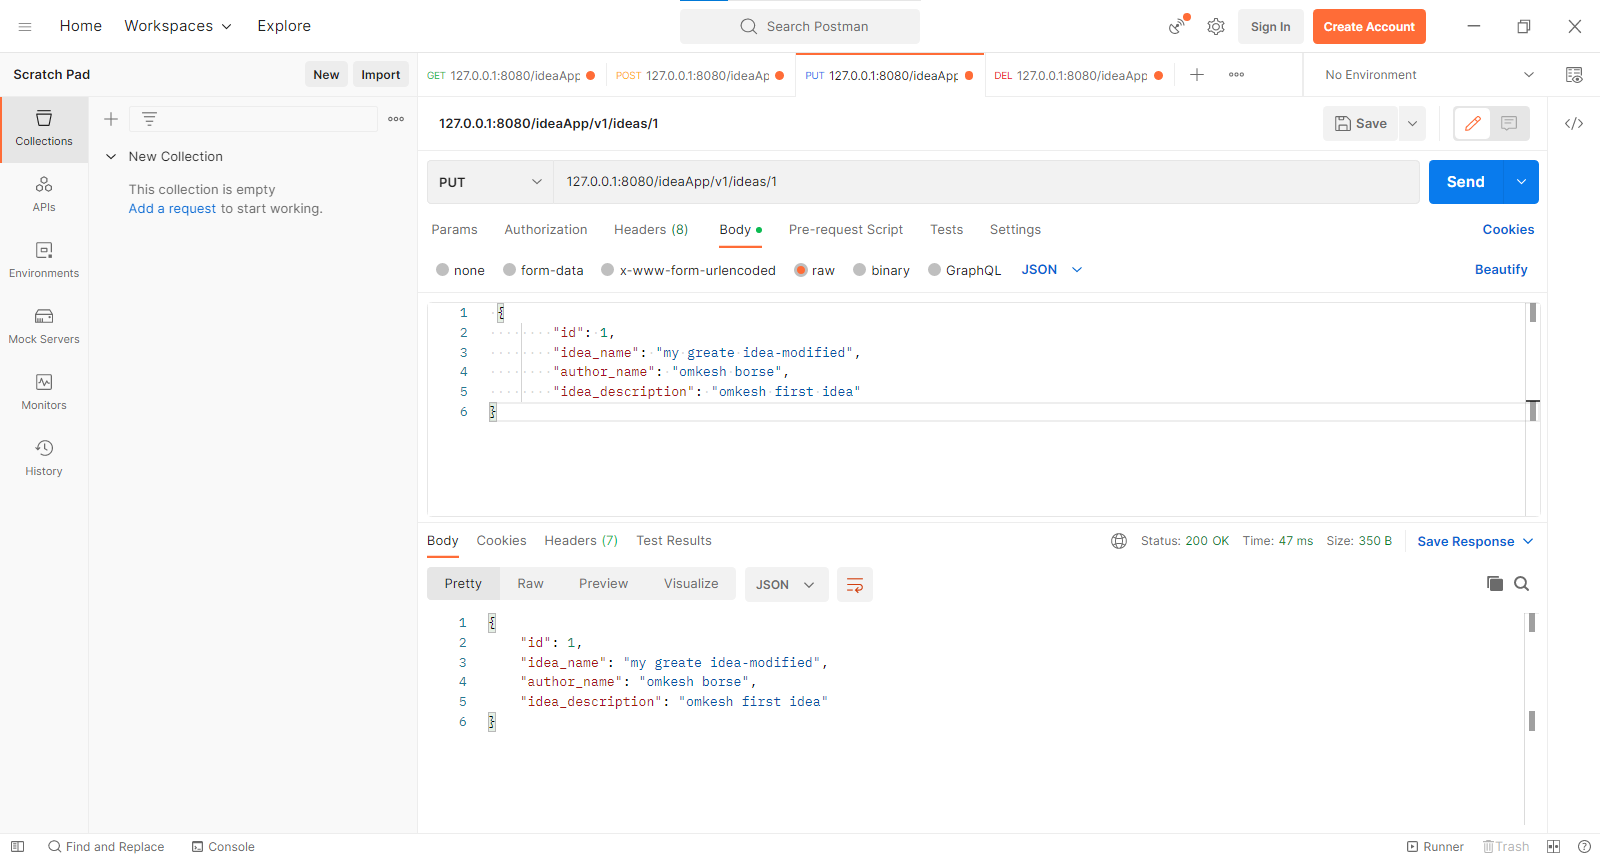 Home Workspaces Explore Search Postman Sign In Create Account
Scratch Pad New Import GET 127.0.0.1:8080/ideaApp POST 127.0.0.1:8080/ideaAp PUT 127.0.0.1:8080/ideaApp DEL 127.0.0.1:8080/ideaApp No Environment
Collections
APIs
Environments
Mock Servers
Monitors
History
New Collection
This collection is empty
Add a request to start working.
127.0.0.1:8080/ideaApp/v1/ideas/1 Save
PUT 127.0.0.1:8080/ideaApp/v1/ideas/1 Send
Params Authorization Headers (8) Body Pre-request Script Tests Settings Cookies
none form-data x-www-form-urlencoded raw binary GraphQL JSON Beautify
1 {
2 "id": 1,
3 "idea_name": "my greate idea-modified",
4 "author_name": "omkesh borse",
5 "idea_description": "omkesh first idea"
6 }
Body Cookies Headers (7) Test Results Status: 200 OK Time: 47 ms Size: 350 B Save Response
Pretty Raw Preview Visualize JSON
1 {
2 "id": 1,
3 "idea_name": "my greate idea-modified",
4 "author_name": "omkesh borse",
5 "idea_description": "omkesh first idea"
6 }
Find and Replace Console Runner Trash